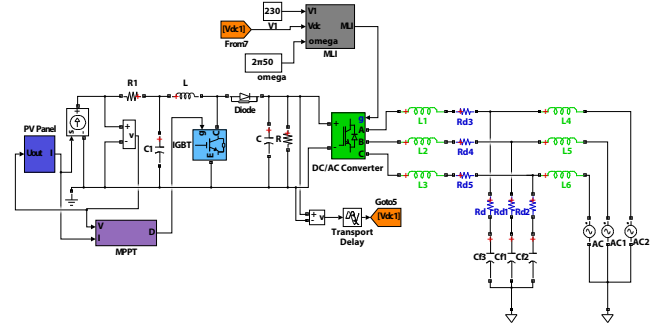 230
V1
V1
[Vdc1]
From7
Vdc
MLI
omega
MLI
2π50
omega
R1
L
Diode
PV Panel
Uout
I
s
+
-
v
C1
IGBT
g
C
E
C
R
+
-
g
A
B
C
DC/AC Converter
L1
Rd3
L4
L2
Rd4
L5
L3
Rd5
L6
Rd
Rd1
Rd2
V
I
D
MPPT
+
-
v
Transport
Delay
Goto5
[Vdc1]
Cf3
Cf1
Cf2
AC
AC1
AC2